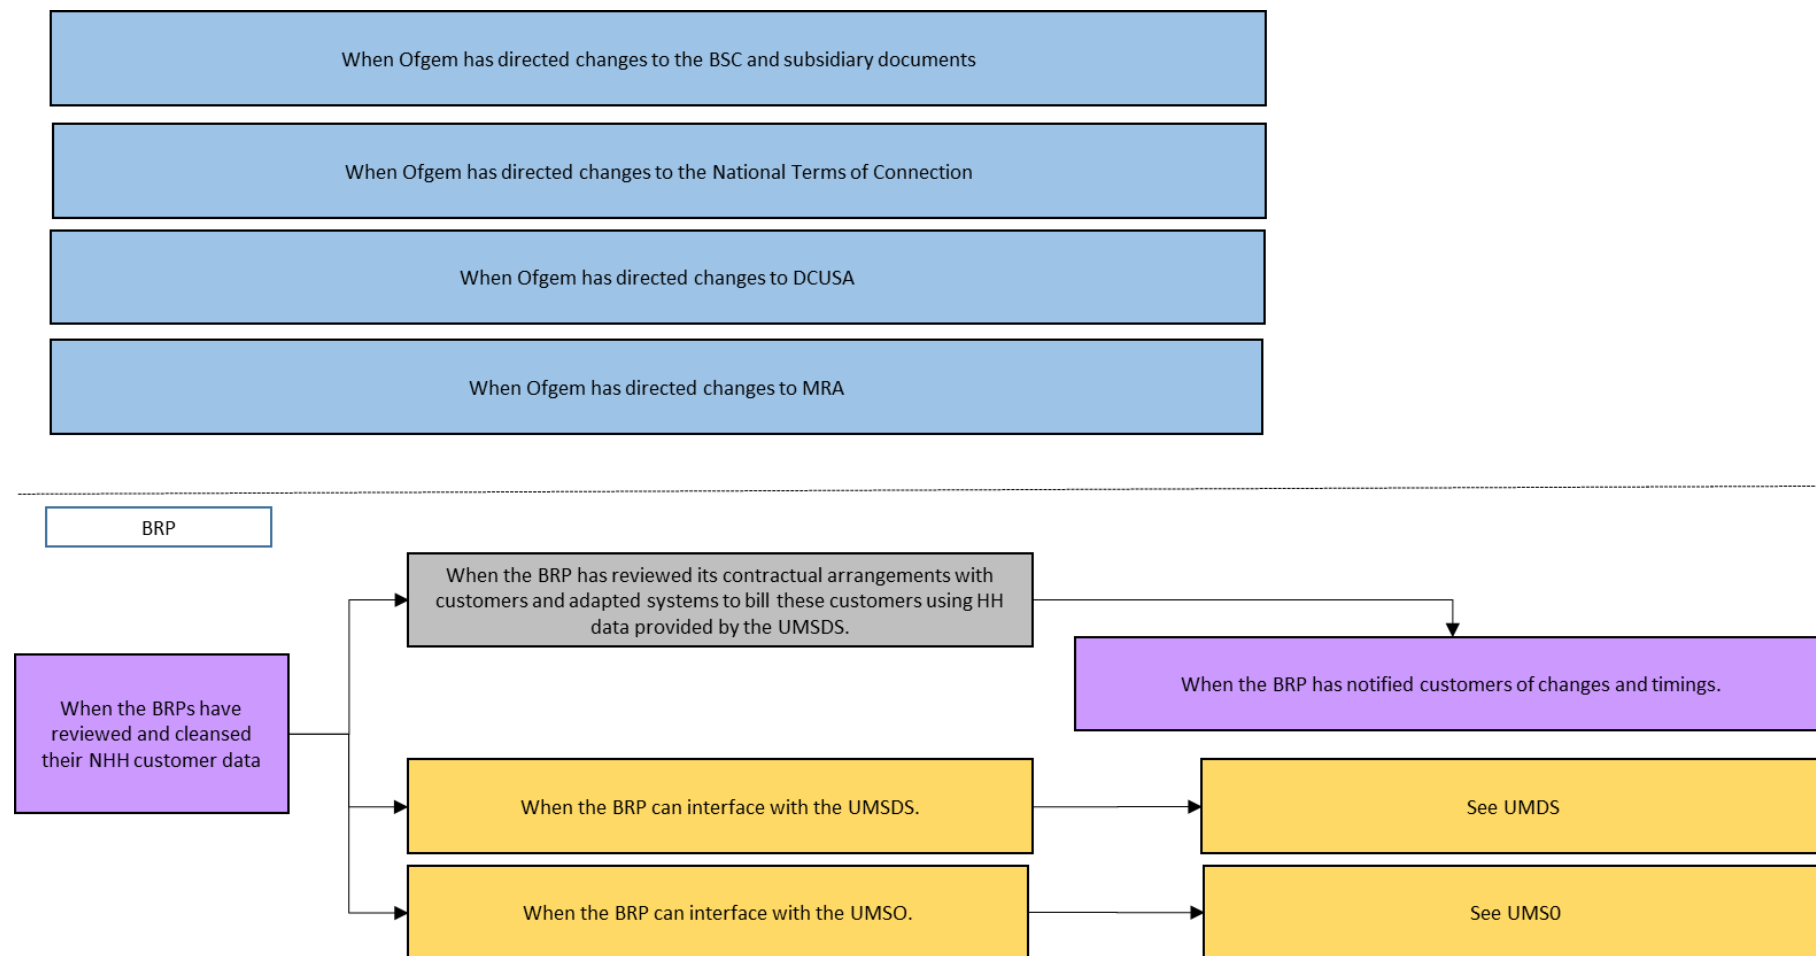 When Ofgem has directed changes to the BSC and subsidiary documents
When Ofgem has directed changes to the National Terms of Connection
When Ofgem has directed changes to DCUSA
When Ofgem has directed changes to MRA
BRP
When the BRP has reviewed its contractual arrangements with
customers and adapted systems to bill these customers using HH
data provided by the UMSDS.
When the BRP has notified customers of changes and timings.
When the BRPs have
reviewed and cleansed
their NHH customer data
When the BRP can interface with the UMSDS.
See UMDS
When the BRP can interface with the UMSO.
See UMS0